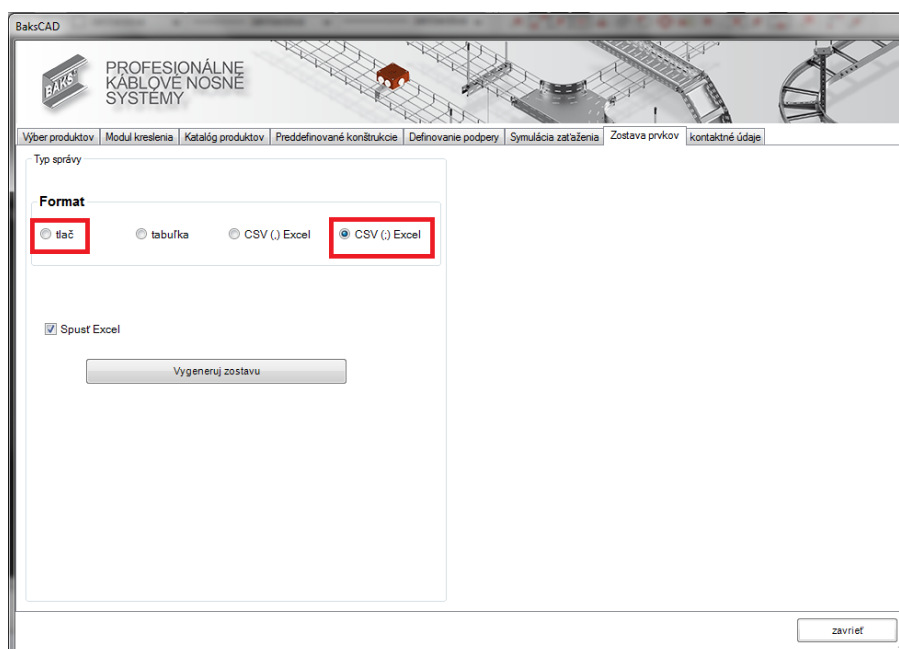 BaksCAD
BAKS
PROFESIONÁLNE
KÁBLOVÉ NOSNÉ
SYSTÉMY
Výber produktov Modul kreslenia Katalóg produktov Preddefinované konštrukcie Definovanie podpery Symulácia zaťaženia Zostava prvkov kontaktné údaje
Typ správy
Format
tlač tabuľka CSV (,) Excel CSV (;) Excel
Spusť Excel
Vygeneruj zostavu
zavrieť